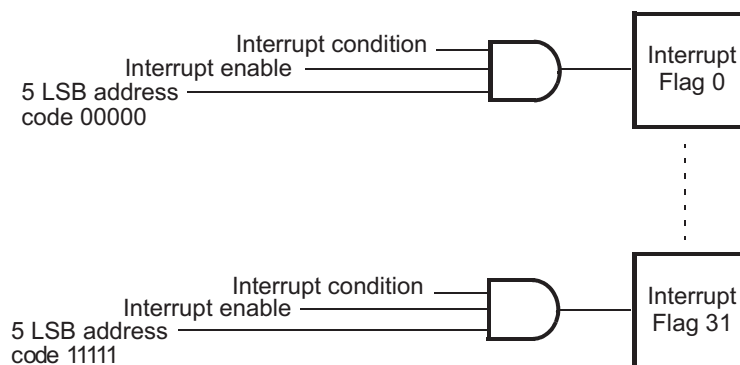 Interrupt condition
Interrupt enable
5 LSB address
code 00000
Interrupt
Flag 0
Interrupt condition
Interrupt enable
5 LSB address
code 11111
Interrupt
Flag 31